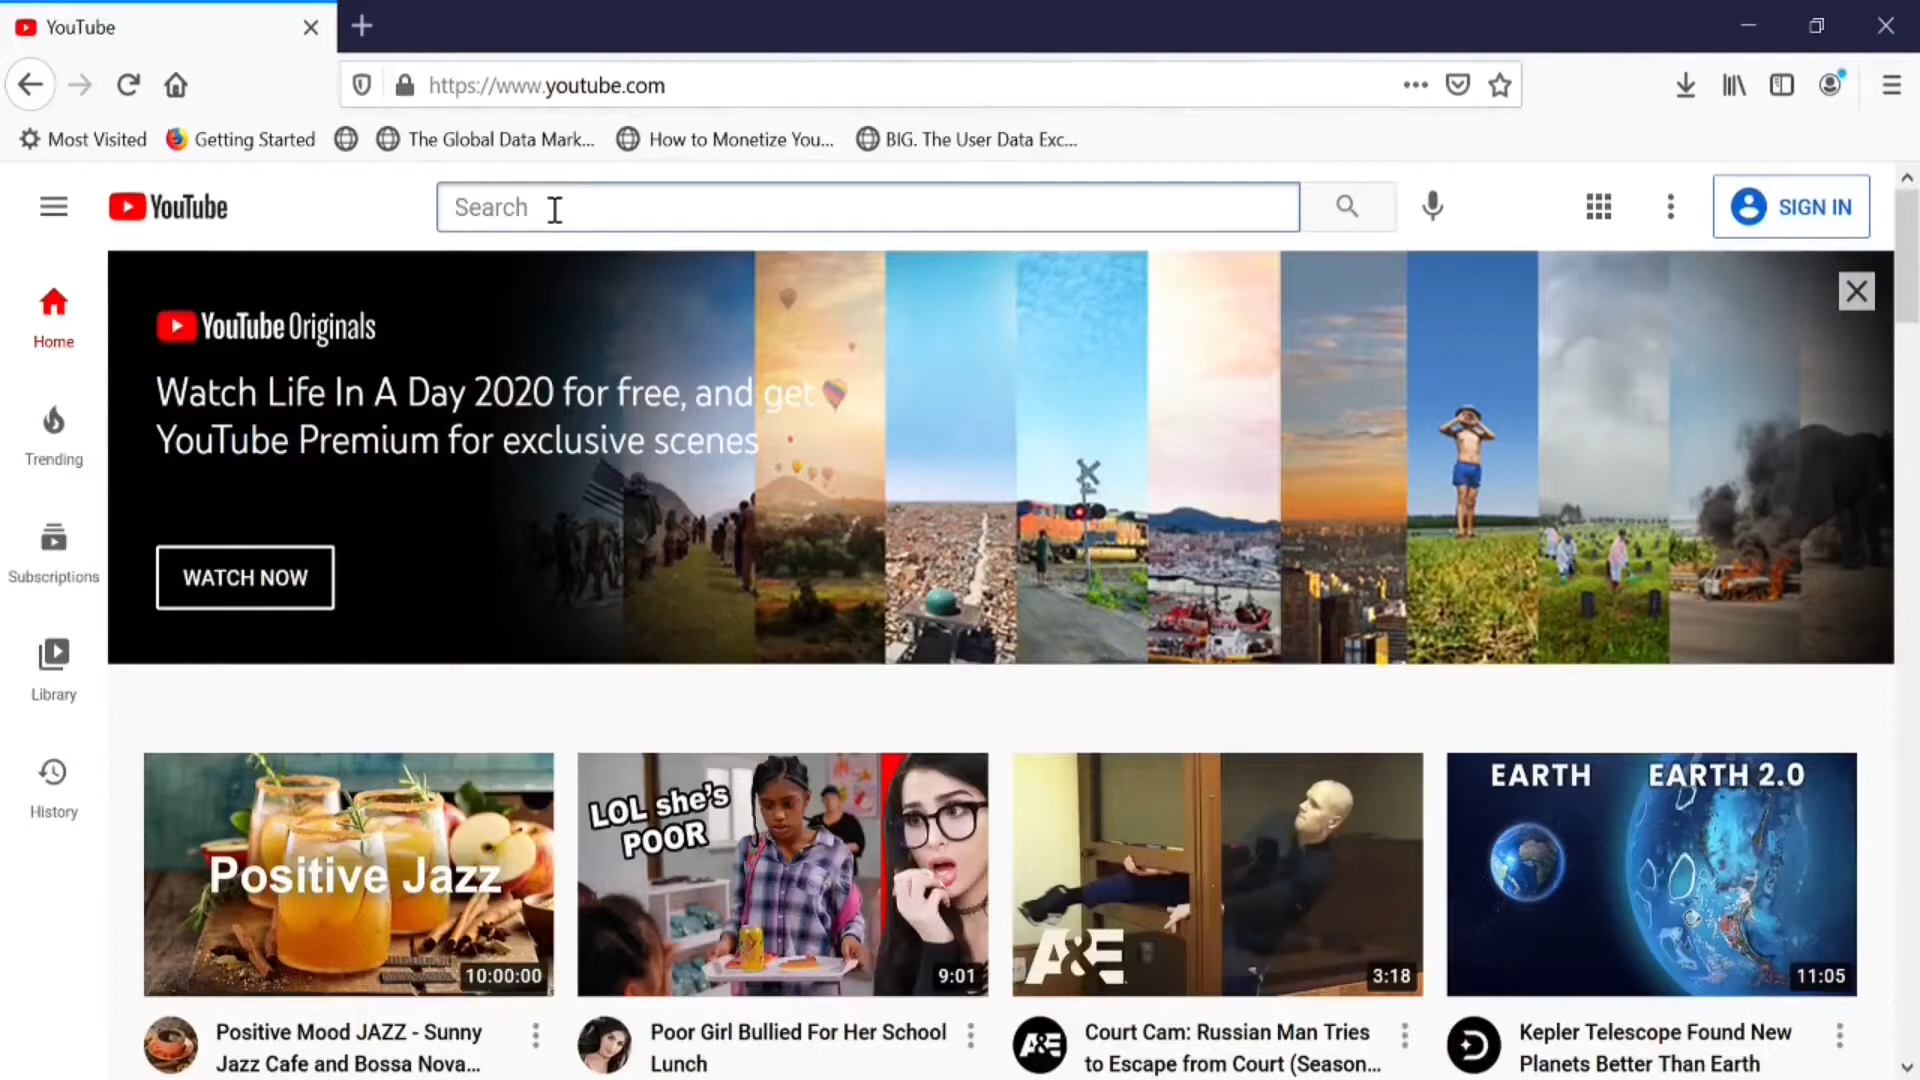 YouTube
https://www.youtube.com
Most Visited
Getting Started
The Global Data Mark...
How to Monetize You...
BIG. The User Data Exc...
YouTube
Search
SIGN IN
Home
Trending
Subscriptions
Library
History
YouTube Originals
Watch Life In A Day 2020 for free, and get
YouTube Premium for exclusive scenes
WATCH NOW
Positive Jazz
10:00:00
LOL she's
POOR
9:01
A&E
3:18
EARTH
EARTH 2.0
11:05
Positive Mood JAZZ - Sunny
Jazz Cafe and Bossa Nova...
Poor Girl Bullied For Her School
Lunch
A&E
Court Cam: Russian Man Tries
to Escape from Court (Season...
Kepler Telescope Found New
Planets Better Than Earth